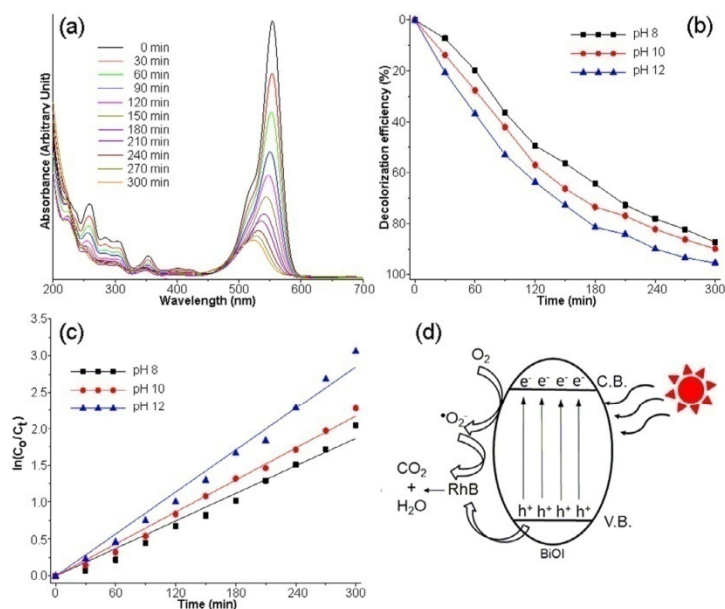 (a)
0 min
30 min
60 min
90 min
120 min
150 min
180 min
210 min
240 min
270 min
300 min
Absorbance (Arbitrary Unit)
200 300 400 500 600 700
Wavelength (nm)
(b)
pH 8
pH 10
pH 12
0
20
40
60
80
100
Decolorization efficiency (%)
0 60 120 180 240 300
Time (min)
(c)
pH 8
pH 10
pH 12
3.5
3.0
2.5
2.0
1.5
1.0
0.5
0.0
ln(C₀/Cₜ)
0 60 120 180 240 300
Time (min)
(d)
O₂
e⁻ e⁻ e⁻ e⁻
C.B.
•O₂⁻
CO₂
+
H₂O
RhB
h⁺ h⁺ h⁺ h⁺
V.B.
BiOI